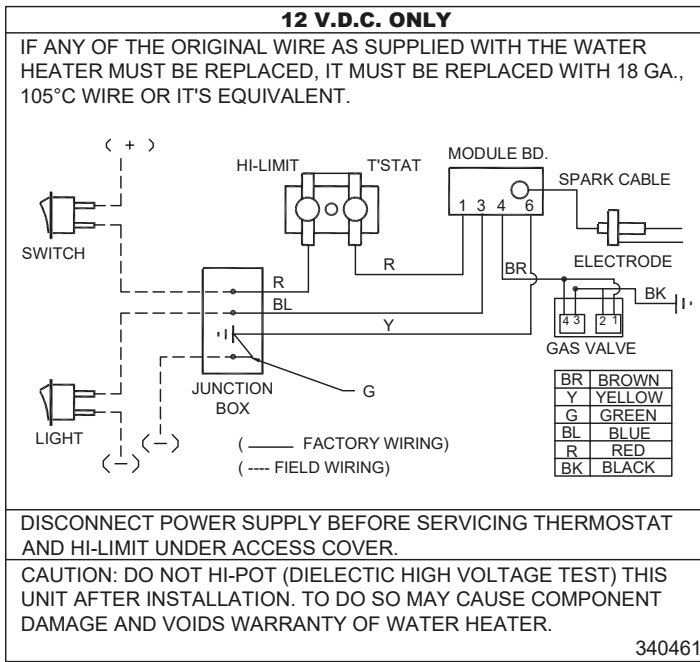 12 V.D.C. ONLY
IF ANY OF THE ORIGINAL WIRE AS SUPPLIED WITH THE WATER
HEATER MUST BE REPLACED, IT MUST BE REPLACED WITH 18 GA.,
105°C WIRE OR IT'S EQUIVALENT.
( + )
HI-LIMIT
T'STAT
MODULE BD.
SPARK CABLE
1 3 4 6
SWITCH
ELECTRODE
R
R
BR
BL
BK
Y
4 3 2 1
GAS VALVE
JUNCTION
BOX
G
LIGHT
(—)
(—)
( ——— FACTORY WIRING)
( ---- FIELD WIRING)
BR BROWN
Y YELLOW
G GREEN
BL BLUE
R RED
BK BLACK
DISCONNECT POWER SUPPLY BEFORE SERVICING THERMOSTAT
AND HI-LIMIT UNDER ACCESS COVER.
CAUTION: DO NOT HI-POT (DIELECTIC HIGH VOLTAGE TEST) THIS
UNIT AFTER INSTALLATION. TO DO SO MAY CAUSE COMPONENT
DAMAGE AND VOIDS WARRANTY OF WATER HEATER.
340461